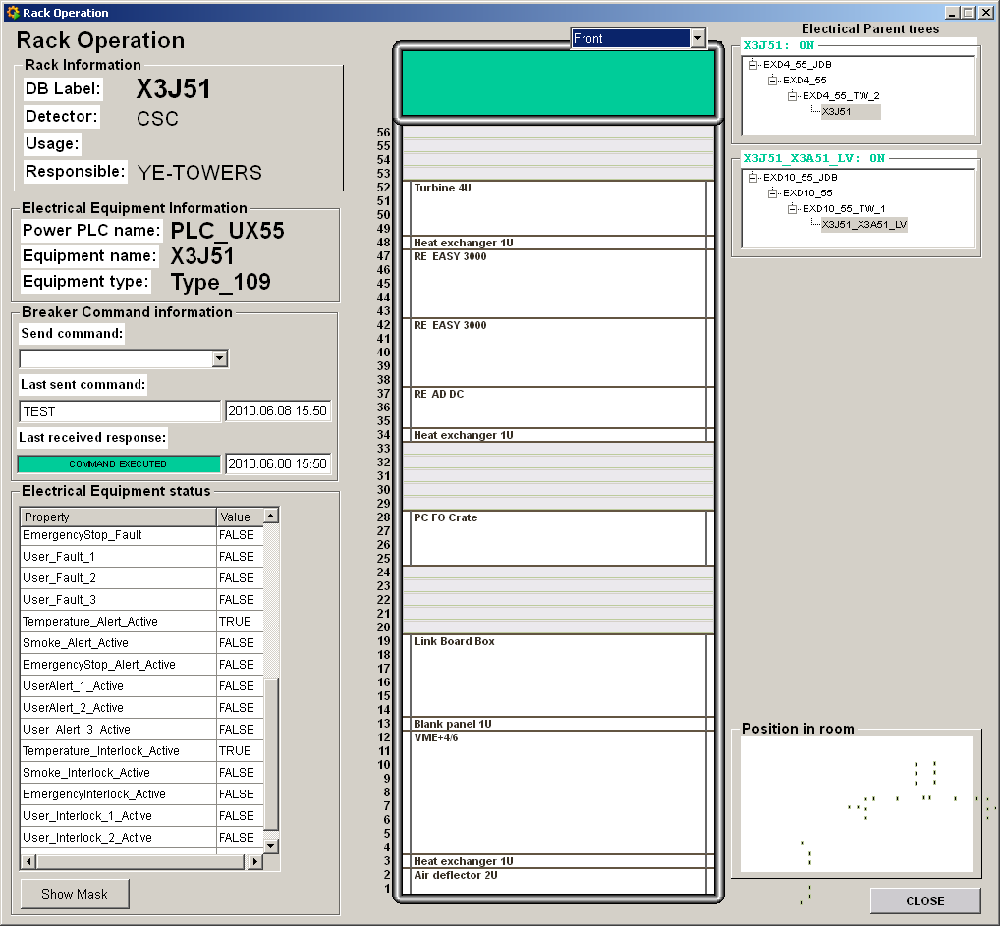 Rack Operation
Rack Operation
Rack Information
DB Label: X3J51
Detector: CSC
Usage:
Responsible: YE-TOWERS
Electrical Equipment Information
Power PLC name: PLC_UX55
Equipment name: X3J51
Equipment type: Type_109
Breaker Command information
Send command:
Last sent command:
TEST 2010.06.08 15:50
Last received response:
COMMAND EXECUTED 2010.06.08 15:50
Electrical Equipment status
Property Value
EmergencyStop_Fault FALSE
User_Fault_1 FALSE
User_Fault_2 FALSE
User_Fault_3 FALSE
Temperature_Alert_Active TRUE
Smoke_Alert_Active FALSE
EmergencyStop_Alert_Active FALSE
UserAlert_1_Active FALSE
UserAlert_2_Active FALSE
User_Alert_3_Active FALSE
Temperature_Interlock_Active TRUE
Smoke_Interlock_Active FALSE
EmergencyInterlock_Active FALSE
User_Interlock_1_Active FALSE
User_Interlock_2_Active FALSE
Show Mask
Front
56
55
54
53
52 Turbine 4U
51
50
49
48 Heat exchanger 1U
47 RE EASY 3000
46
45
44
43
42 RE EASY 3000
41
40
39
38
37 RE AD DC
36
35
34 Heat exchanger 1U
33
32
31
30
29
28 PC FO Crate
27
26
25
24
23
22
21
20
19 Link Board Box
18
17
16
15
14
13 Blank panel 1U
12 VME+4/6
11
10
9
8
7
6
5
4
3 Heat exchanger 1U
2 Air deflector 2U
1
Electrical Parent trees
X3J51: ON
EXD4_55_JDB
EXD4_55
EXD4_55_TW_2
X3J51
X3J51_X3A51_LV: ON
EXD10_55_JDB
EXD10_55
EXD10_55_TW_1
X3J51_X3A51_LV
Position in room
CLOSE